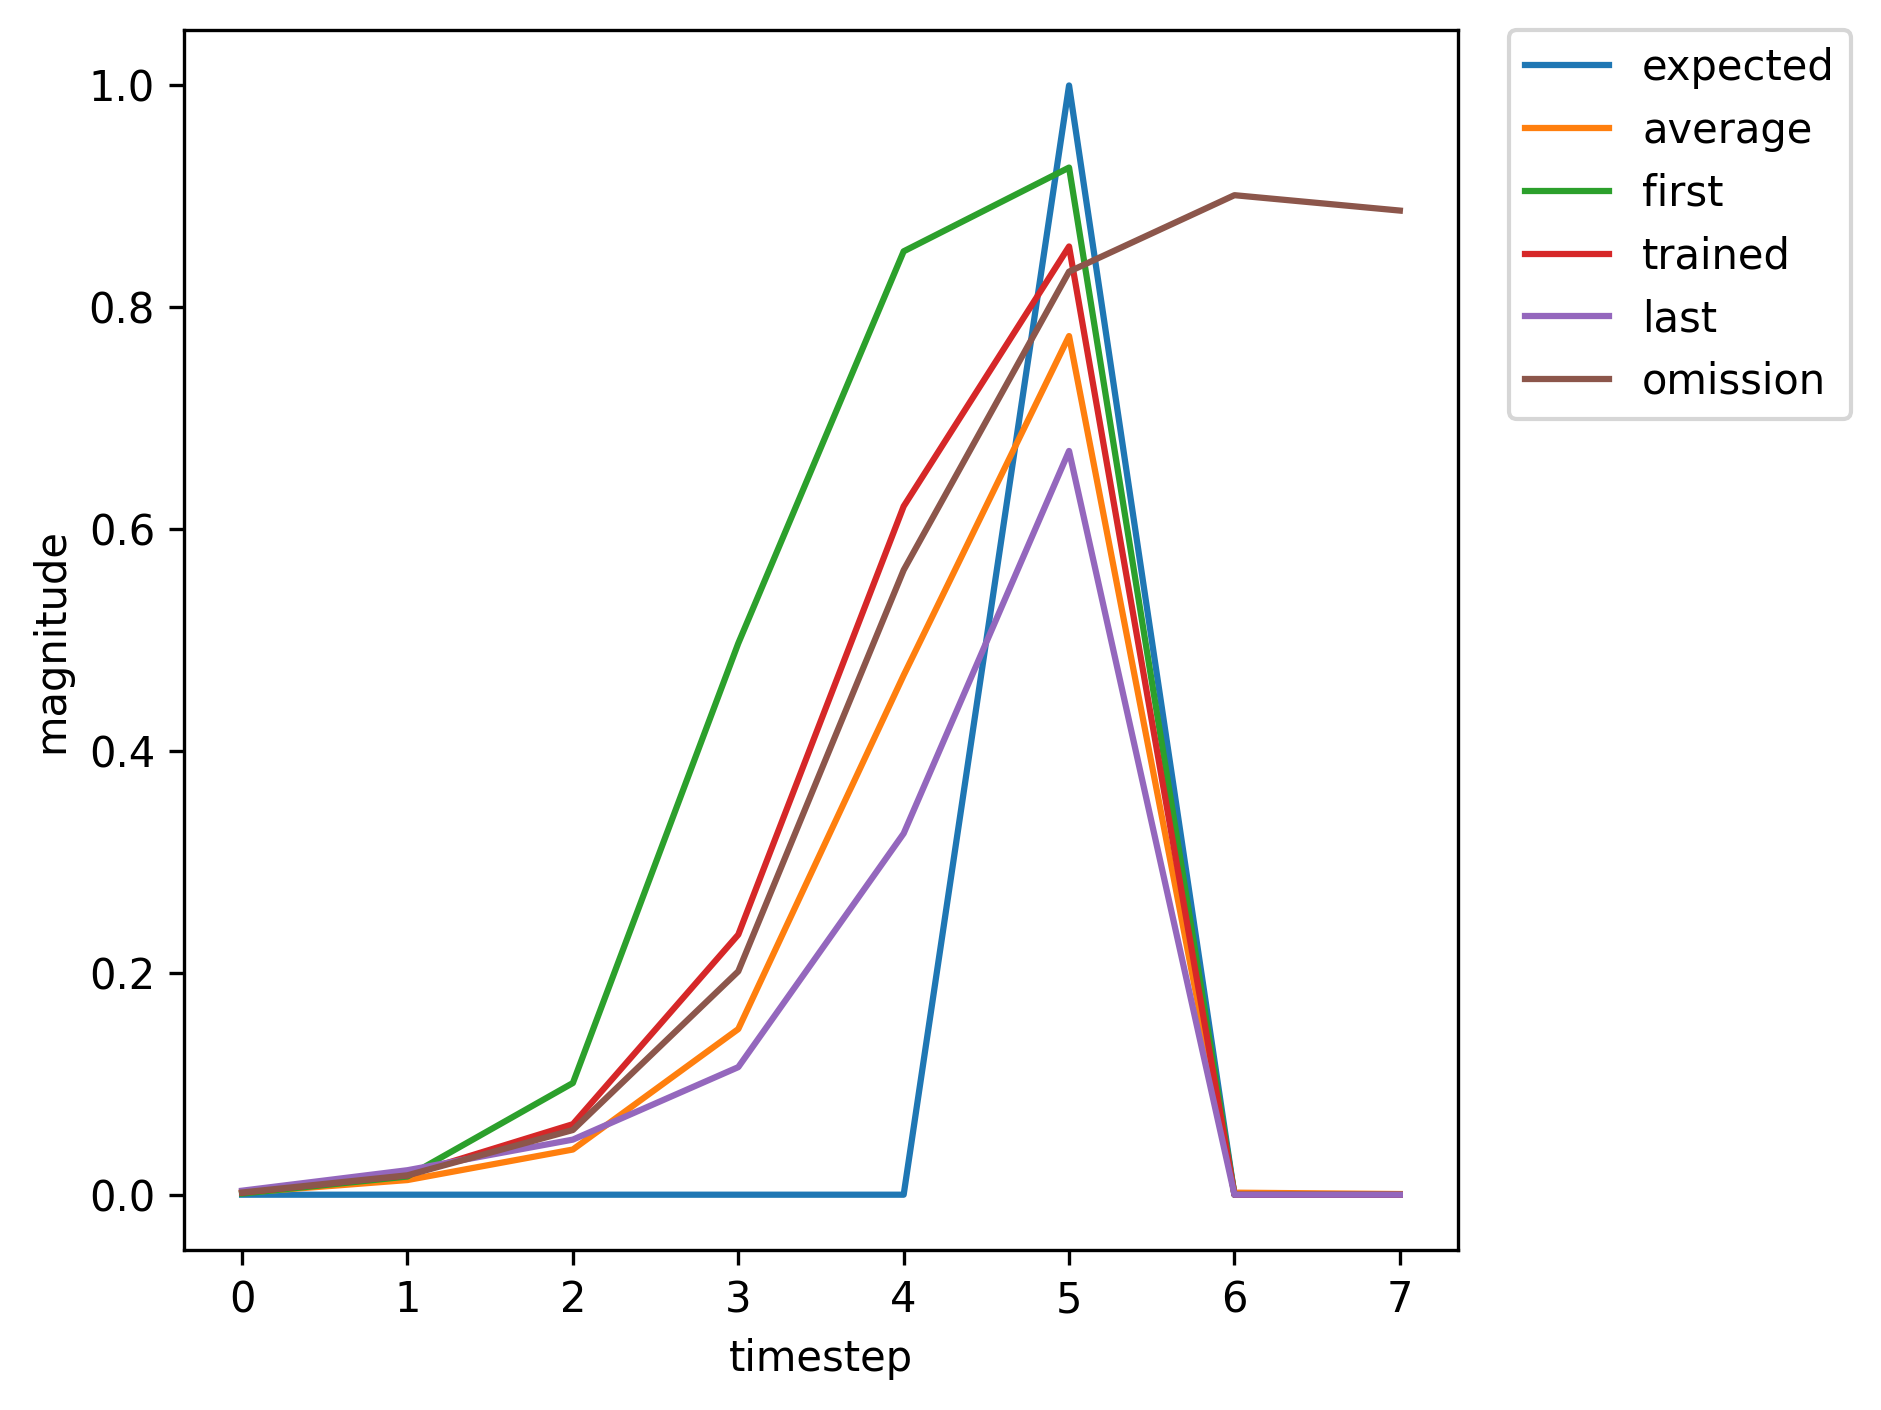 1.0
0.8
0.6
0.4
0.2
0.0
magnitude
0 1 2 3 4 5 6 7
timestep
expected
average
first
trained
last
omission